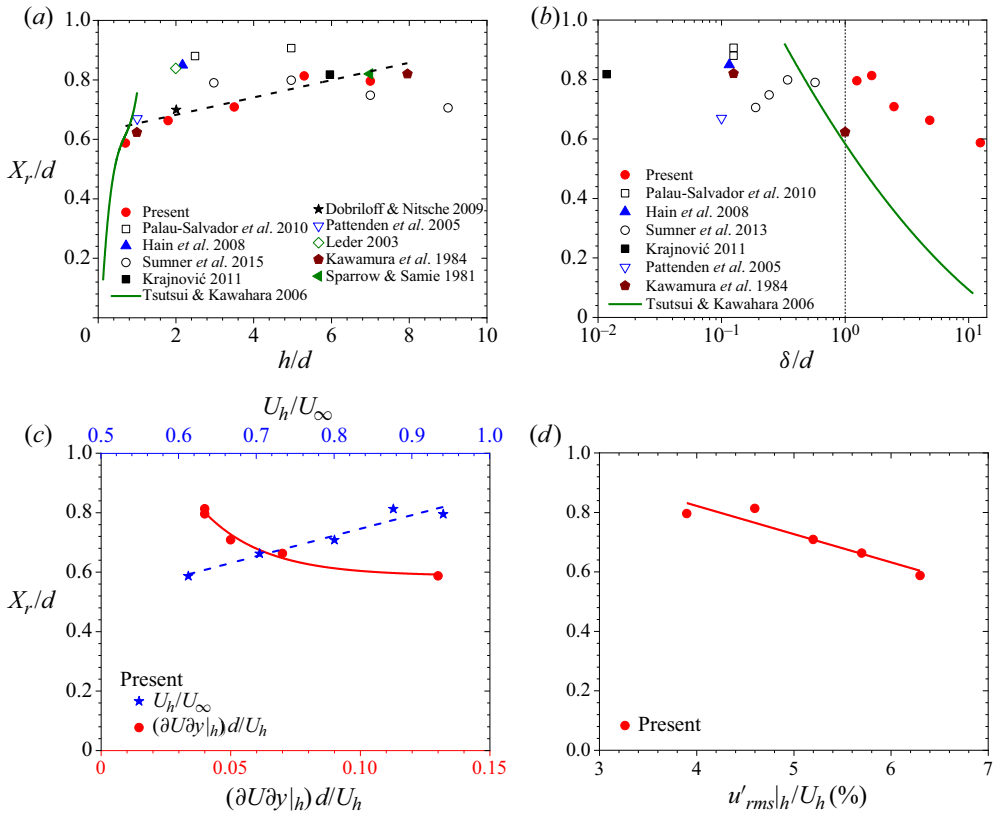 (a)
1.0
0.8
0.6
0.4
0.2
0
X_r/d
0
2
4
6
8
10
h/d
Present
Palau-Salvador et al. 2010
Hain et al. 2008
Sumner et al. 2015
Krajnović 2011
Tsutsui & Kawahara 2006
Dobriloff & Nitsche 2009
Pattenden et al. 2005
Leder 2003
Kawamura et al. 1984
Sparrow & Samie 1981
(b)
1.0
0.8
0.6
0.4
0.2
0
10⁻²
10⁻¹
10⁰
10¹
δ/d
Present
Palau-Salvador et al. 2010
Hain et al. 2008
Sumner et al. 2013
Krajnović 2011
Pattenden et al. 2005
Kawamura et al. 1984
Tsutsui & Kawahara 2006
(c)
U_h/U_∞
0.5
0.6
0.7
0.8
0.9
1.0
1.0
0.8
0.6
0.4
0.2
0
X_r/d
Present
U_h/U_∞
(∂U∂y|_h) d/U_h
0
0.05
0.10
0.15
(∂U∂y|_h) d/U_h
(d)
1.0
0.8
0.6
0.4
0.2
0
Present
3
4
5
6
7
u'_rms|_h/U_h (%)